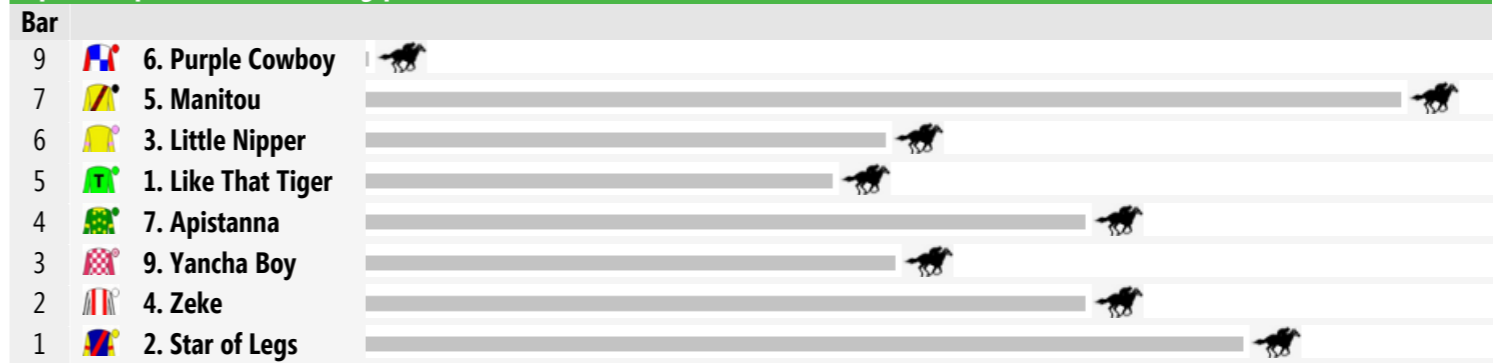 Bar
9 6. Purple Cowboy
7 5. Manitou
6 3. Little Nipper
5 T 1. Like That Tiger
4 7. Apistanna
3 9. Yancha Boy
2 4. Zeke
1 2. Star of Legs